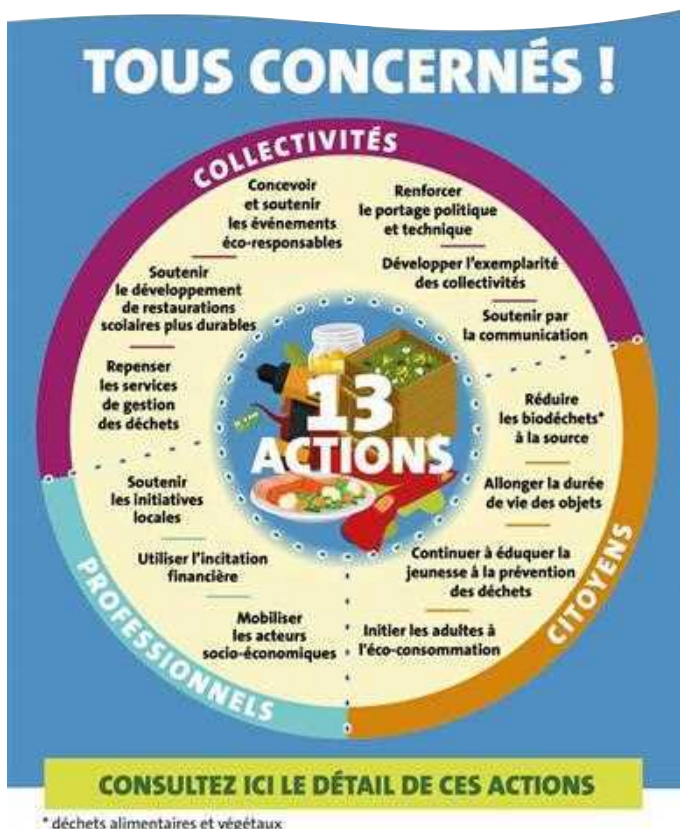 TOUS CONCERNÉS !
COLLECTIVITÉS
Concevoir
et soutenir
les événements
éco-responsables
Renforcer
le portage politique
et technique
Développer l'exemplarité
des collectivités
Soutenir par
la communication
Soutenir
le développement
de restaurations
scolaires plus durables
Repenser
les services
de gestion
des déchets
13
ACTIONS
Réduire
les biodéchets*
à la source
Allonger la durée
de vie des objets
Continuer à éduquer la
jeunesse à la prévention
des déchets
Initier les adultes à
l'éco-consommation
CITOYENS
Soutenir
les initiatives
locales
Utiliser l'incitation
financière
Mobiliser
les acteurs
socio-économiques
PROFESSIONNELS
CONSULTEZ ICI LE DÉTAIL DE CES ACTIONS
* déchets alimentaires et végétaux